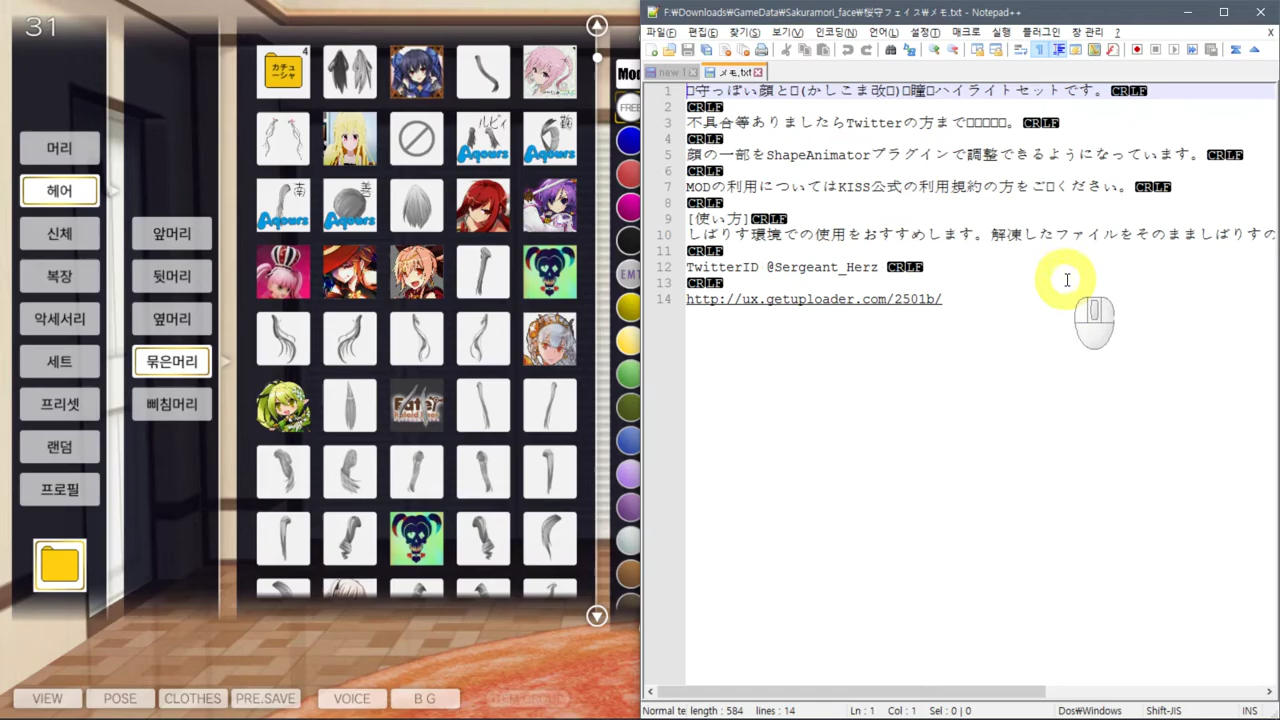 31
머리
헤어
신체
복장
악세서리
세트
프리셋
랜덤
프로필
앞머리
뒷머리
옆머리
묶은머리
삐침머리
4
カチューシャ
ルビィ
Aqours
鞠
Aqours
南
Aqours
善
Aqours
Fate
FREE
EMT
VIEW
POSE
CLOTHES
PRE.SAVE
VOICE
B G
F:\Downloads\GameData\Sakuramori_face\桜守フェイス\メモ.txt - Notepad++
파일(F) 편집(E) 찾기(S) 보기(V) 인코딩(N) 언어(L) 설정(T) 매크로 실행 플러그인 창 관리 ? X
new 1
メモ.txt
1 守っぽい顔と(かしこま改)瞳ハイライトセットです。CRLF
2 CRLF
3 不具合等ありましたらTwitterの方まで。CRLF
4 CRLF
5 顔の一部をShapeAnimatorプラグインで調整できるようになっています。CRLF
6 CRLF
7 MODの利用についてはKISS公式の利用規約の方をごください。CRLF
8 CRLF
9 [使い方]CRLF
10 しばりす環境での使用をおすすめします。解凍したファイルをそのまましばりすの
11 CRLF
12 TwitterID @Sergeant_Herz CRLF
13 CRLF
14 http://ux.getuploader.com/2501b/
Normal te length : 584 lines : 14 Ln : 1 Col : 1 Sel : 0 | 0 Dos\Windows Shift-JIS INS